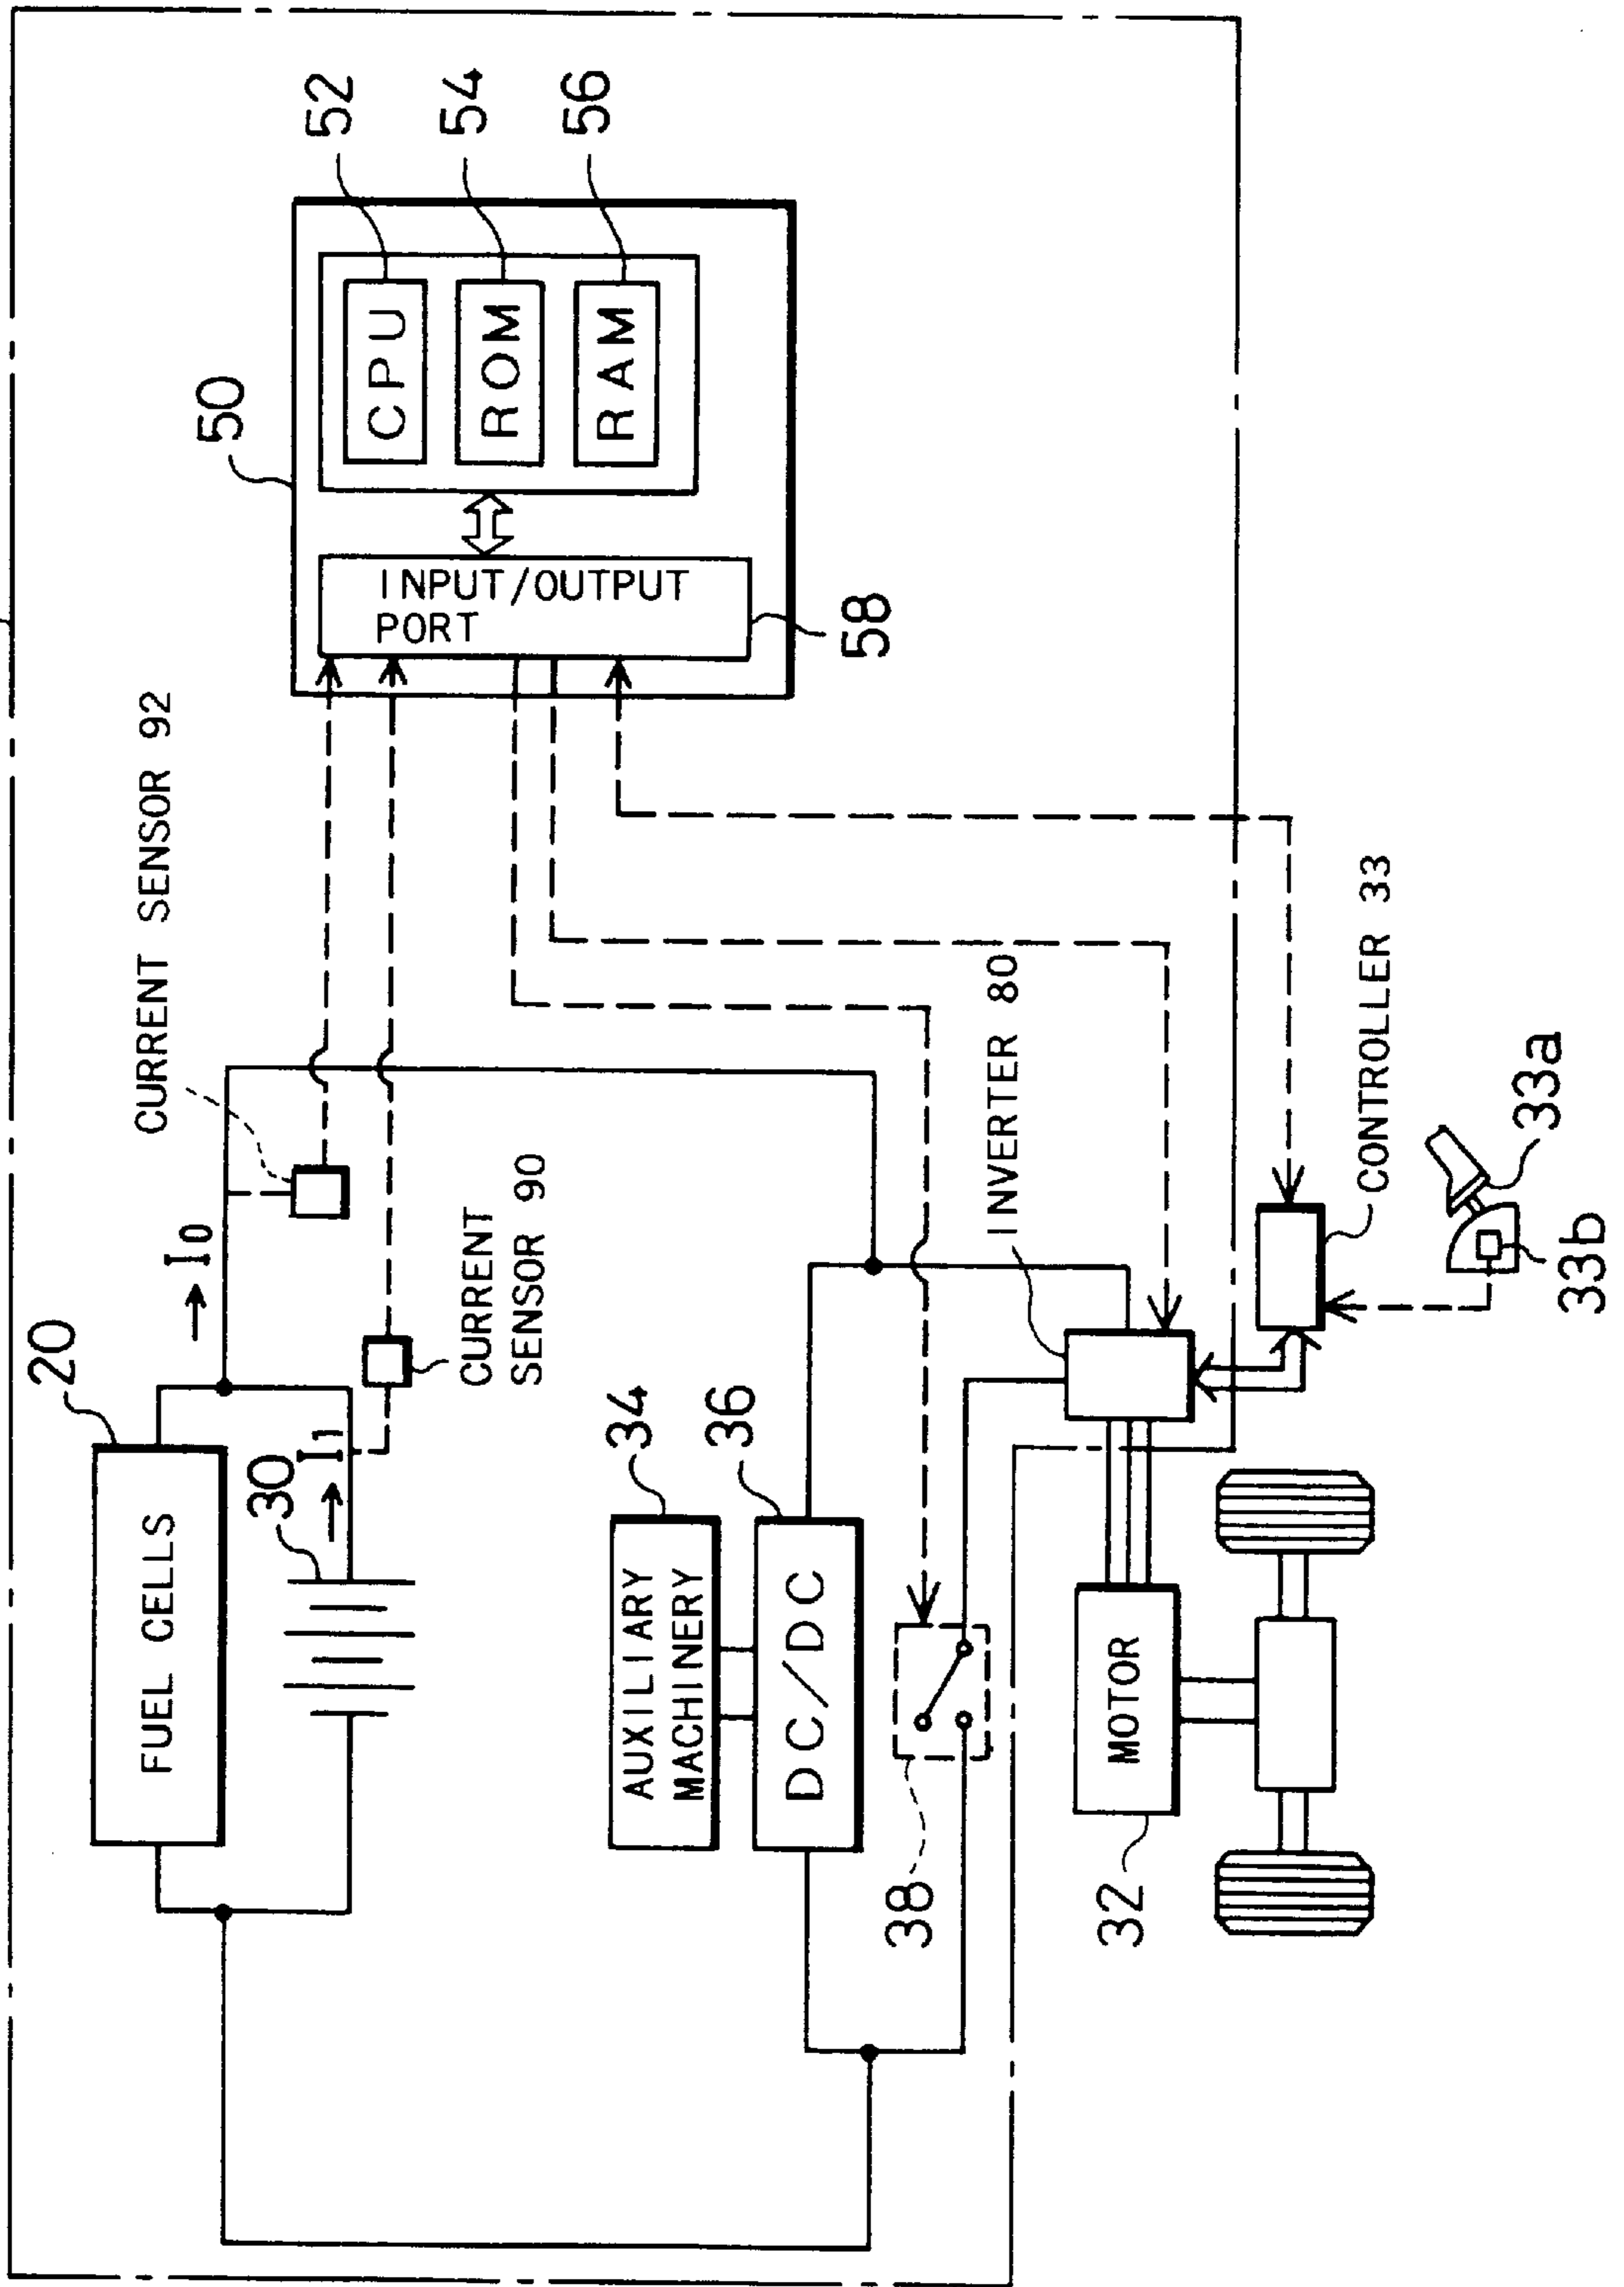 20
FUEL CELLS
30
I1
I0
CURRENT SENSOR 92
CURRENT
SENSOR 90
50
CPU
ROM
RAM
52
54
56
INPUT/OUTPUT
PORT
58
AUXILIARY
MACHINERY
34
DC/DC
36
38
INVERTER 80
MOTOR
32
CONTROLLER 33
33a
33b